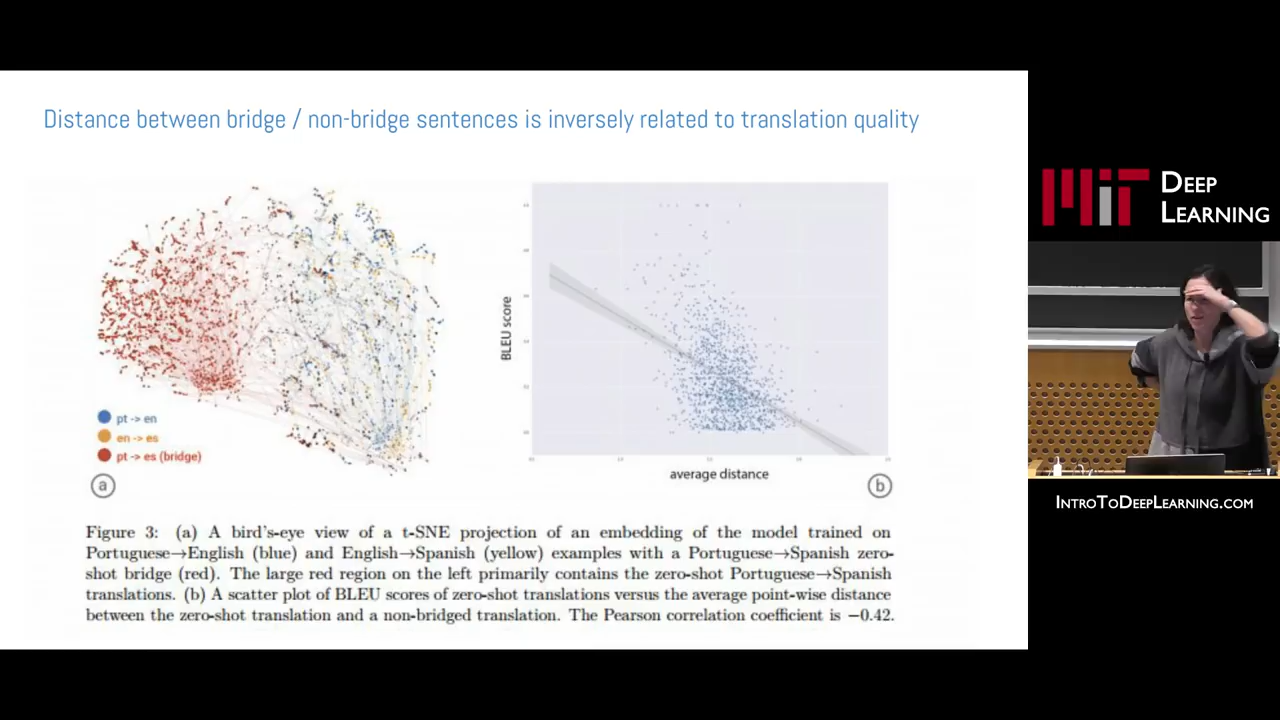 Distance between bridge / non-bridge sentences is inversely related to translation quality
pt -> en
en -> es
pt -> es (bridge)
a
BLEU score
average distance
b
Figure 3: (a) A bird's-eye view of a t-SNE projection of an embedding of the model trained on
Portuguese→English (blue) and English→Spanish (yellow) examples with a Portuguese→Spanish zero-
shot bridge (red). The large red region on the left primarily contains the zero-shot Portuguese→Spanish
translations. (b) A scatter plot of BLEU scores of zero-shot translations versus the average point-wise distance
between the zero-shot translation and a non-bridged translation. The Pearson correlation coefficient is −0.42.
MIT
DEEP
LEARNING
INTROTODEEPLEARNING.COM